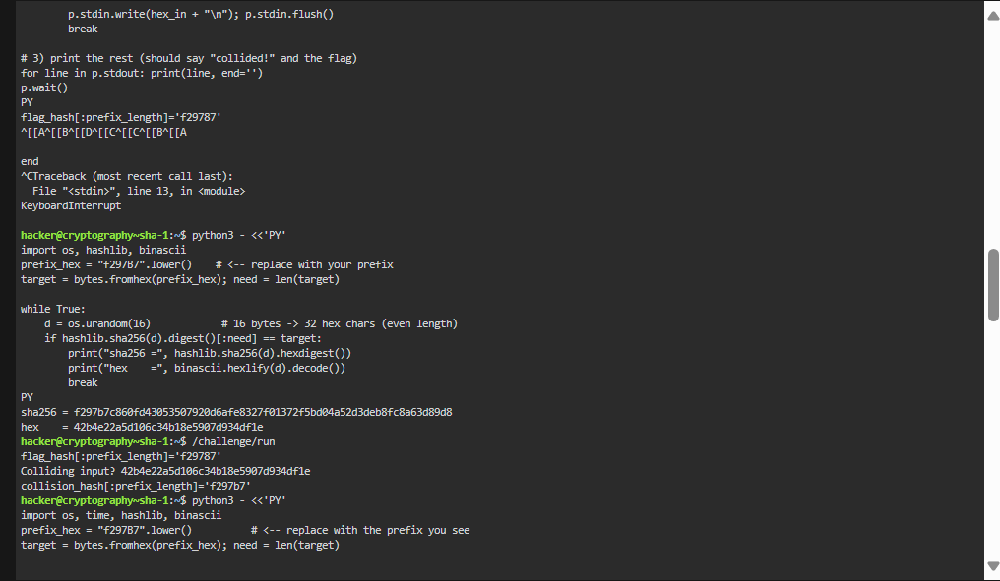 p.stdin.write(hex_in + "\n"); p.stdin.flush()
        break

# 3) print the rest (should say "collided!" and the flag)
for line in p.stdout: print(line, end='')
p.wait()
PY
flag_hash[:prefix_length]='f29787'
^[[A^[[B^[[D^[[C^[[C^[[B^[[A

end
^CTraceback (most recent call last):
  File "<stdin>", line 13, in <module>
KeyboardInterrupt

hacker@cryptography~sha-1:~$ python3 - <<'PY'
import os, hashlib, binascii
prefix_hex = "f297B7".lower()    # <-- replace with your prefix
target = bytes.fromhex(prefix_hex); need = len(target)

while True:
    d = os.urandom(16)           # 16 bytes -> 32 hex chars (even length)
    if hashlib.sha256(d).digest()[:need] == target:
        print("sha256 =", hashlib.sha256(d).hexdigest())
        print("hex    =", binascii.hexlify(d).decode())
        break
PY
sha256 = f297b7c860fd43053507920d6afe8327f01372f5bd04a52d3deb8fc8a63d89d8
hex    = 42b4e22a5d106c34b18e5907d934df1e
hacker@cryptography~sha-1:~$ /challenge/run
flag_hash[:prefix_length]='f29787'
Colliding input? 42b4e22a5d106c34b18e5907d934df1e
collision_hash[:prefix_length]='f297b7'
hacker@cryptography~sha-1:~$ python3 - <<'PY'
import os, time, hashlib, binascii
prefix_hex = "f297B7".lower()         # <-- replace with the prefix you see
target = bytes.fromhex(prefix_hex); need = len(target)